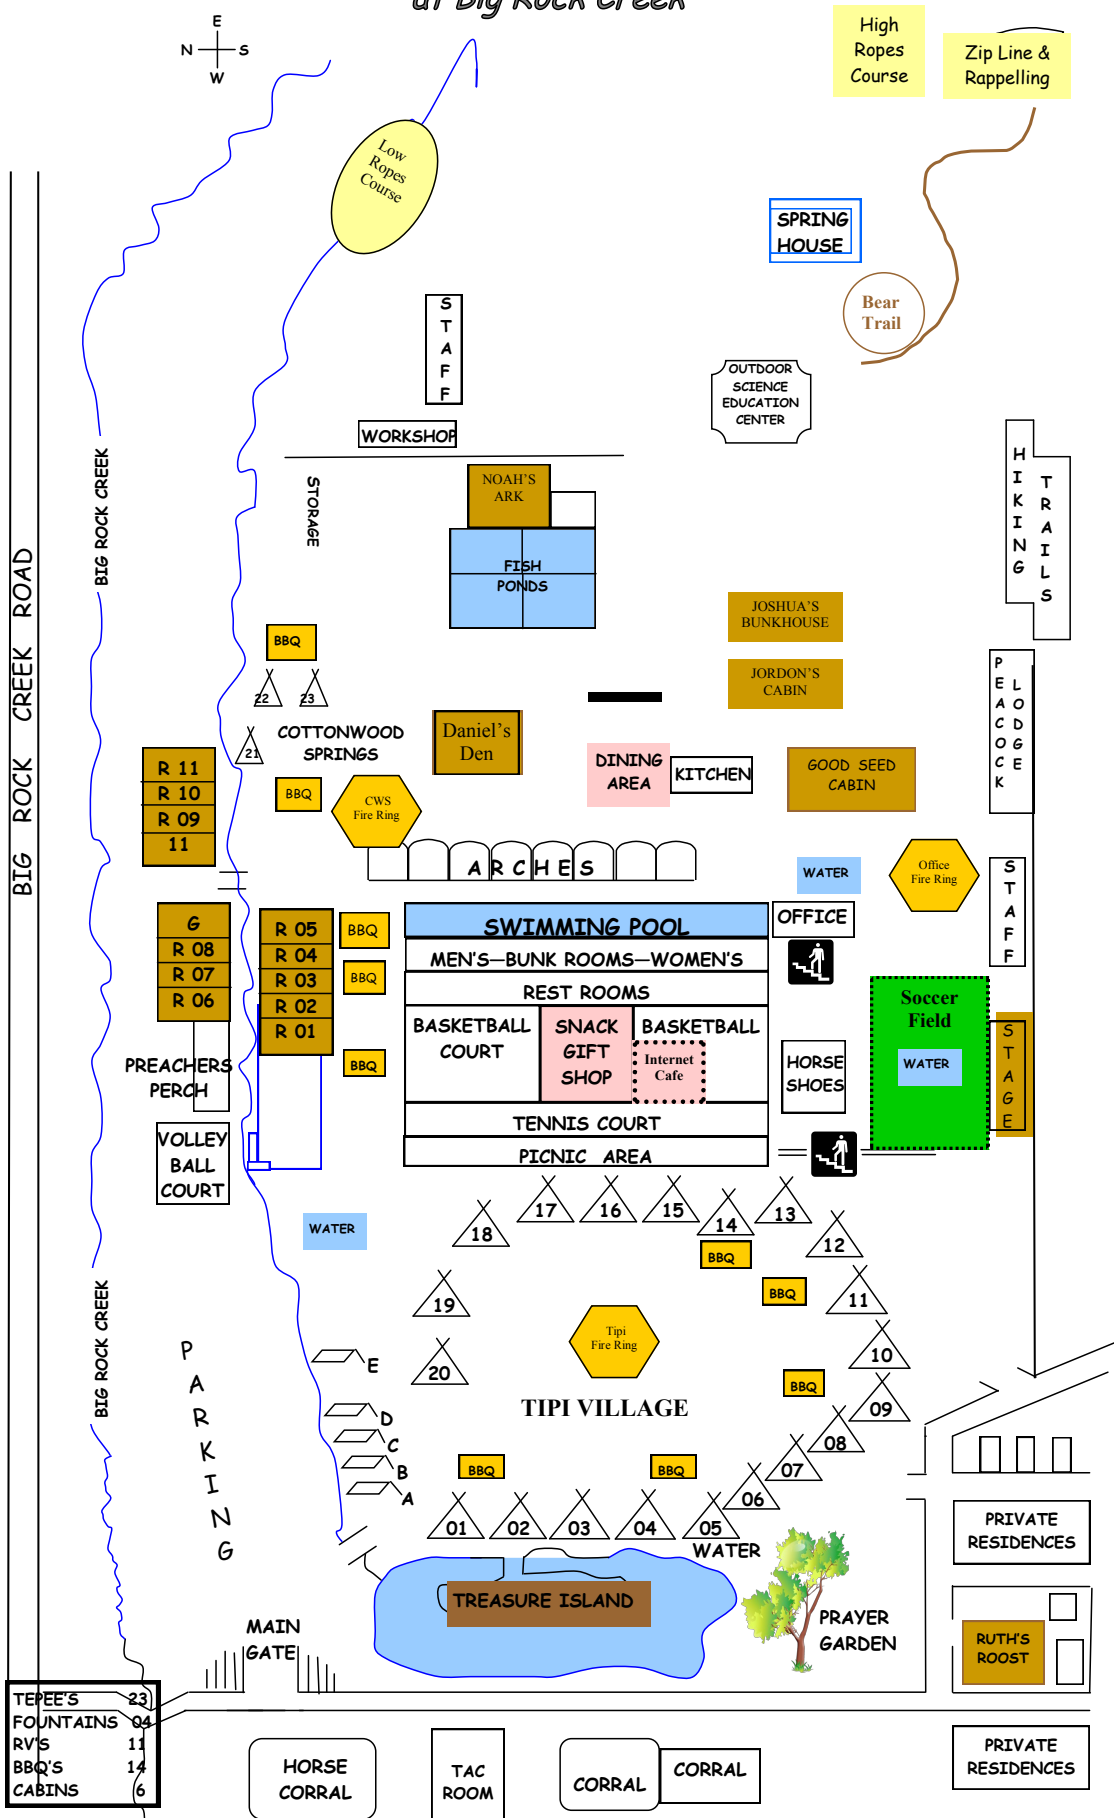 at Big Rock Creek
E
N S
W
High
Ropes
Course
Zip Line &
Rappelling
Low
Ropes
Course
SPRING
HOUSE
Bear
Trail
STAFF
OUTDOOR
SCIENCE
EDUCATION
CENTER
WORKSHOP
STORAGE
NOAH'S
ARK
FISH
PONDS
HIKING
TRAILS
BIG ROCK CREEK
BIG ROCK CREEK ROAD
JOSHUA'S
BUNKHOUSE
JORDON'S
CABIN
BBQ
22
23
21
COTTONWOOD
SPRINGS
Daniel's
Den
PEACOCK
LODGE
DINING
AREA
KITCHEN
GOOD SEED
CABIN
R 11
R 10
R 09
11
BBQ
CWS
Fire Ring
ARCHES
WATER
Office
Fire Ring
STAFF
G
R 08
R 07
R 06
R 05
R 04
R 03
R 02
R 01
BBQ
BBQ
BBQ
SWIMMING POOL
MEN'S—BUNK ROOMS—WOMEN'S
REST ROOMS
BASKETBALL
COURT
SNACK
GIFT
SHOP
BASKETBALL
Internet
Cafe
TENNIS COURT
PICNIC AREA
OFFICE
HORSE
SHOES
Soccer
Field
WATER
STAGE
PREACHERS
PERCH
VOLLEY
BALL
COURT
WATER
17
16
15
14
13
18
12
BBQ
BBQ
19
11
Tipi
Fire Ring
20
10
BBQ
09
TIPI VILLAGE
08
07
06
BIG ROCK CREEK
PARKING
E
D
C
B
A
BBQ
BBQ
01
02
03
04
05
WATER
TREASURE ISLAND
PRAYER
GARDEN
PRIVATE
RESIDENCES
RUTH'S
ROOST
MAIN
GATE
TEPEE'S 23
FOUNTAINS 04
RV'S 11
BBQ'S 14
CABINS 6
HORSE
CORRAL
TAC
ROOM
CORRAL
CORRAL
PRIVATE
RESIDENCES